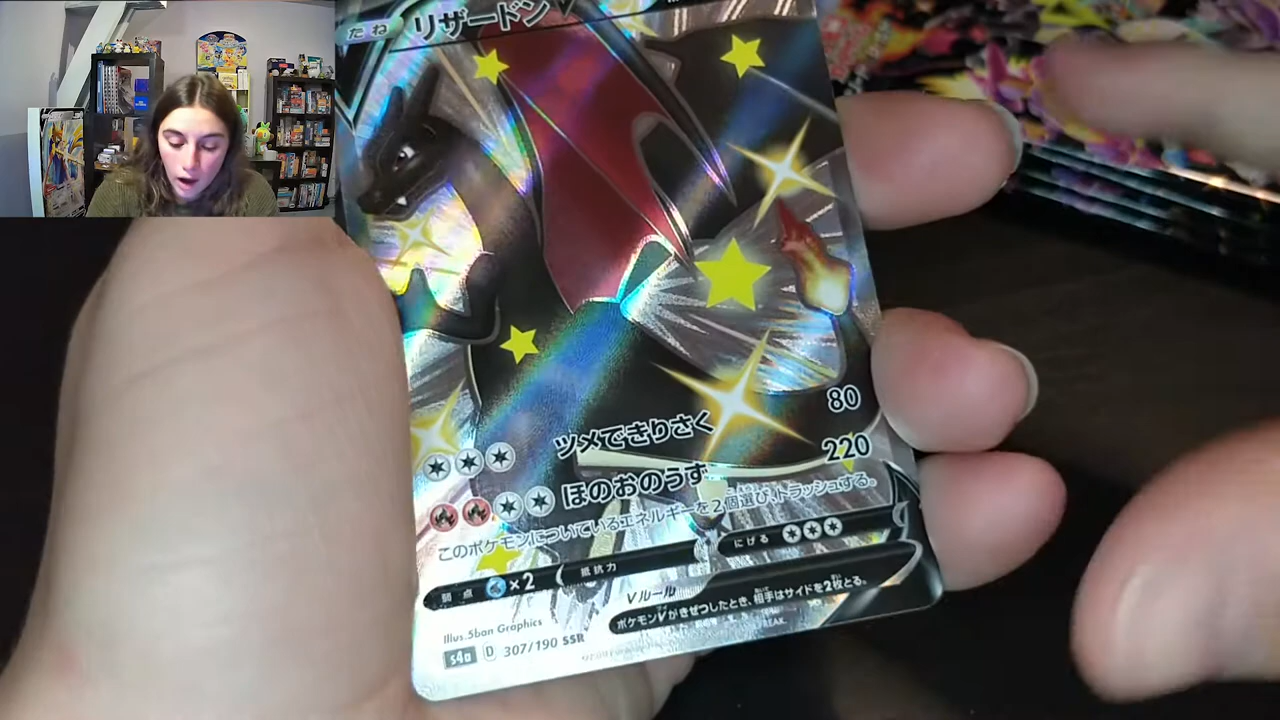 たね リザードン V
ツメできりさく 80
ほのおのうず 220
このポケモンについているエネルギーを2個選び、トラッシュする。
弱点 ×2 抵抗力 にげる
Vルール
ポケモンVがきぜつしたとき、相手はサイドを2枚とる。
Illus.5ban Graphics
s4a D 307/190 SSR